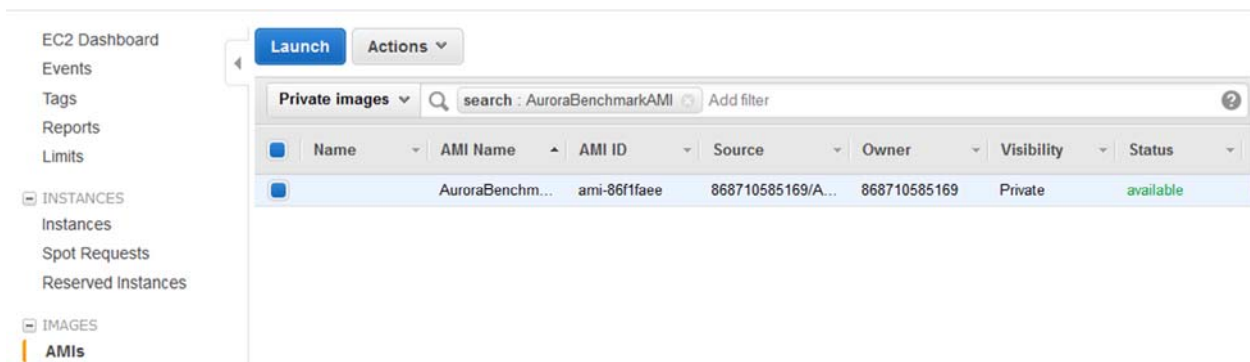 EC2 Dashboard
Events
Tags
Reports
Limits
INSTANCES
Instances
Spot Requests
Reserved Instances
IMAGES
AMIs
Launch Actions
Private images search : AuroraBenchmarkAMI Add filter
Name AMI Name AMI ID Source Owner Visibility Status
AuroraBenchm... ami-86f1faee 868710585169/A... 868710585169 Private available